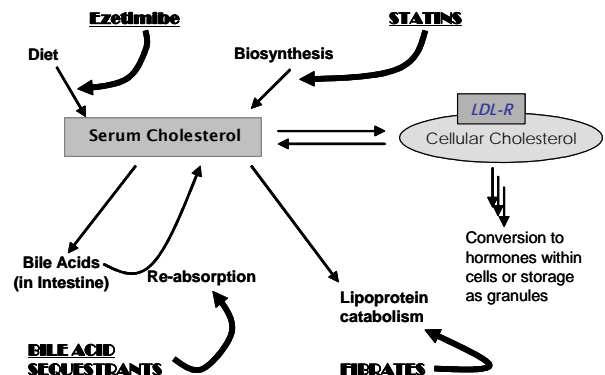 Ezetimibe
STATINS
Diet
Biosynthesis
LDL-R
Serum Cholesterol
Cellular Cholesterol
Conversion to
hormones within
cells or storage
as granules
Bile Acids
(in Intestine)
Re-absorption
Lipoprotein
catabolism
BILE ACID
SEQUESTRANTS
FIBRATES